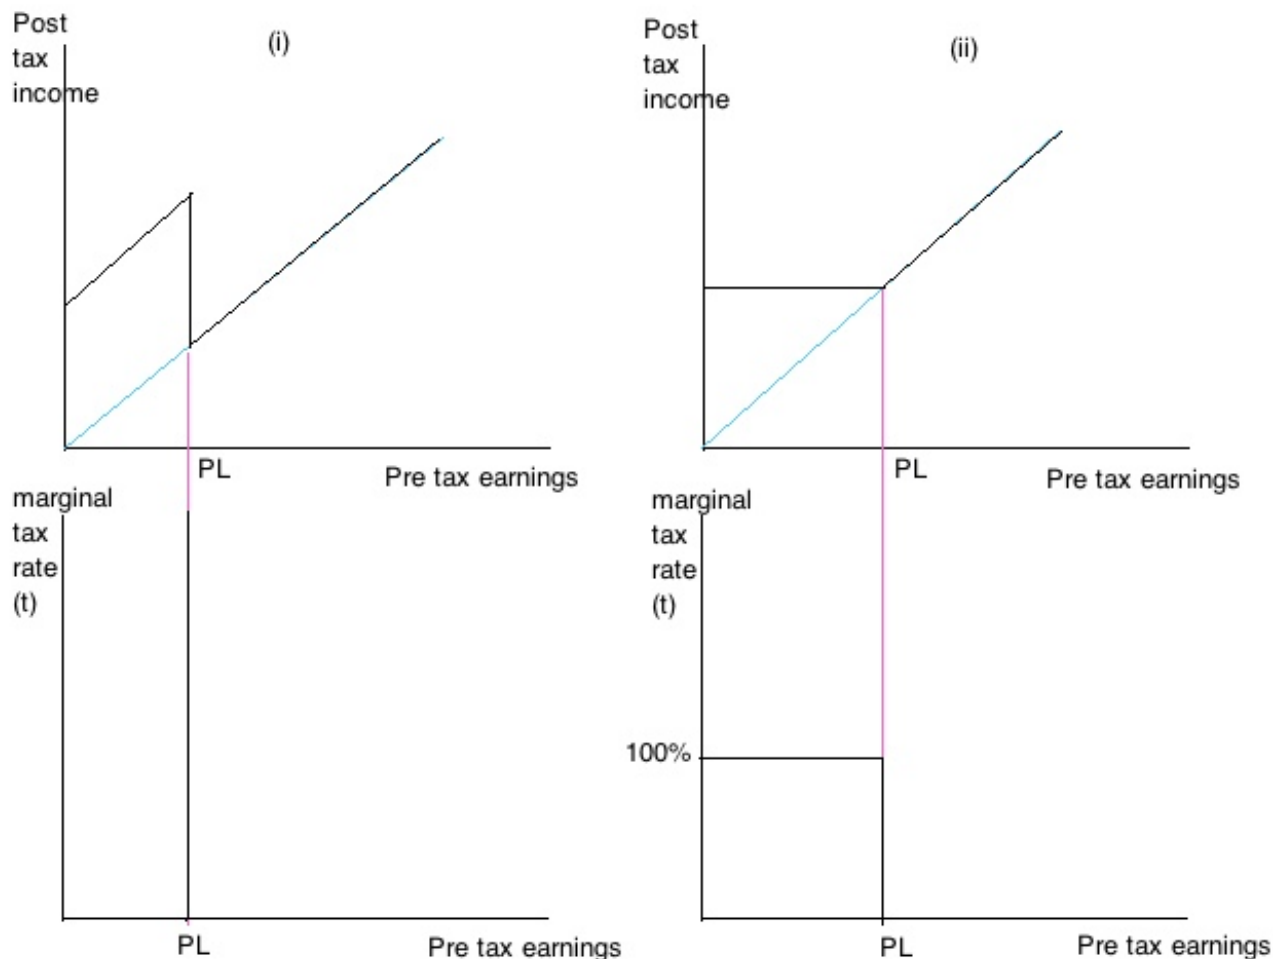 Post
tax
income
(i)
PL
Pre tax earnings
marginal
tax
rate
(t)
PL
Pre tax earnings
Post
tax
income
(ii)
PL
Pre tax earnings
marginal
tax
rate
(t)
100%
PL
Pre tax earnings